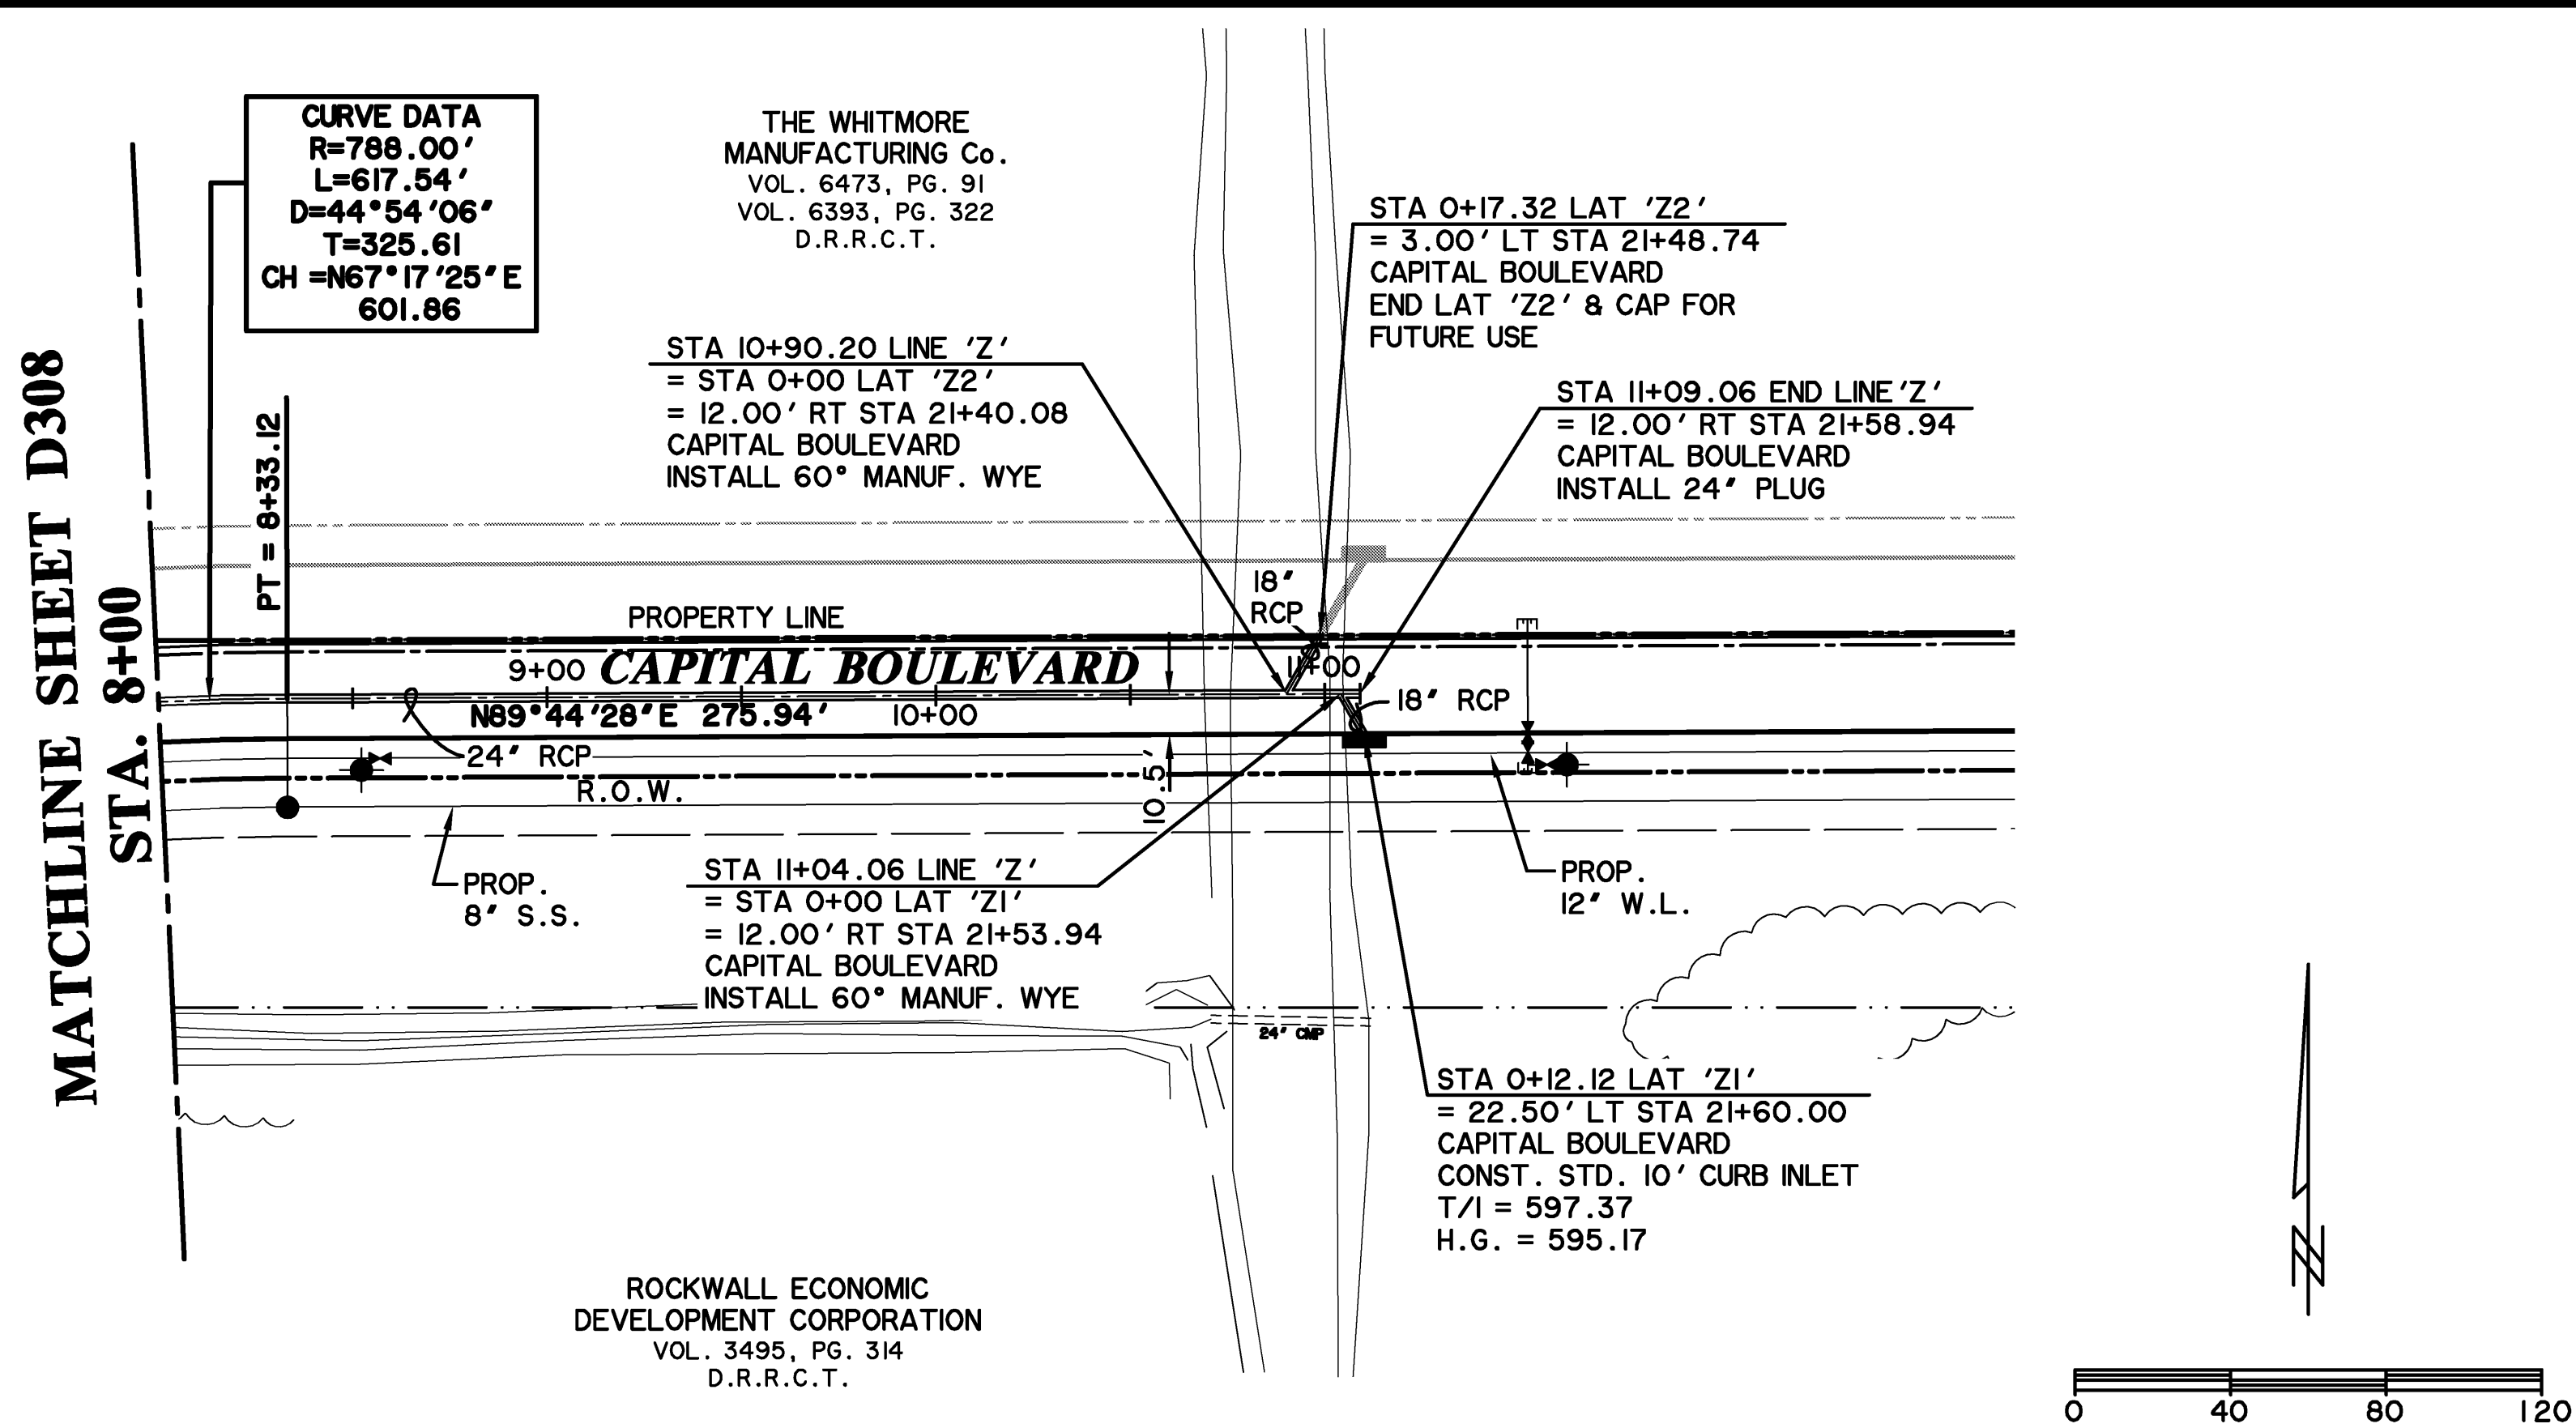 CURVE DATA
R=788.00'
L=617.54'
D=44°54'06"
T=325.61
CH =N67°17'25"E
601.86
THE WHITMORE
MANUFACTURING Co.
VOL. 6473, PG. 91
VOL. 6393, PG. 322
D.R.R.C.T.
STA 0+17.32 LAT 'Z2'
= 3.00' LT STA 21+48.74
CAPITAL BOULEVARD
END LAT 'Z2' & CAP FOR
FUTURE USE
STA 10+90.20 LINE 'Z'
= STA 0+00 LAT 'Z2'
= 12.00' RT STA 21+40.08
CAPITAL BOULEVARD
INSTALL 60° MANUF. WYE
STA 11+09.06 END LINE 'Z'
= 12.00' RT STA 21+58.94
CAPITAL BOULEVARD
INSTALL 24" PLUG
MATCHLINE SHEET D308
STA. 8+00
PT = 8+33.12
18"
RCP
PROPERTY LINE
9+00
CAPITAL BOULEVARD
11+00
N89°44'28"E 275.94'
10+00
18" RCP
24" RCP
R.O.W.
10.5'
PROP.
8" S.S.
STA 11+04.06 LINE 'Z'
= STA 0+00 LAT 'Z1'
= 12.00' RT STA 21+53.94
CAPITAL BOULEVARD
INSTALL 60° MANUF. WYE
PROP.
12" W.L.
24" CMP
STA 0+12.12 LAT 'Z1'
= 22.50' LT STA 21+60.00
CAPITAL BOULEVARD
CONST. STD. 10' CURB INLET
T/I = 597.37
H.G. = 595.17
ROCKWALL ECONOMIC
DEVELOPMENT CORPORATION
VOL. 3495, PG. 314
D.R.R.C.T.
N
0 40 80 120